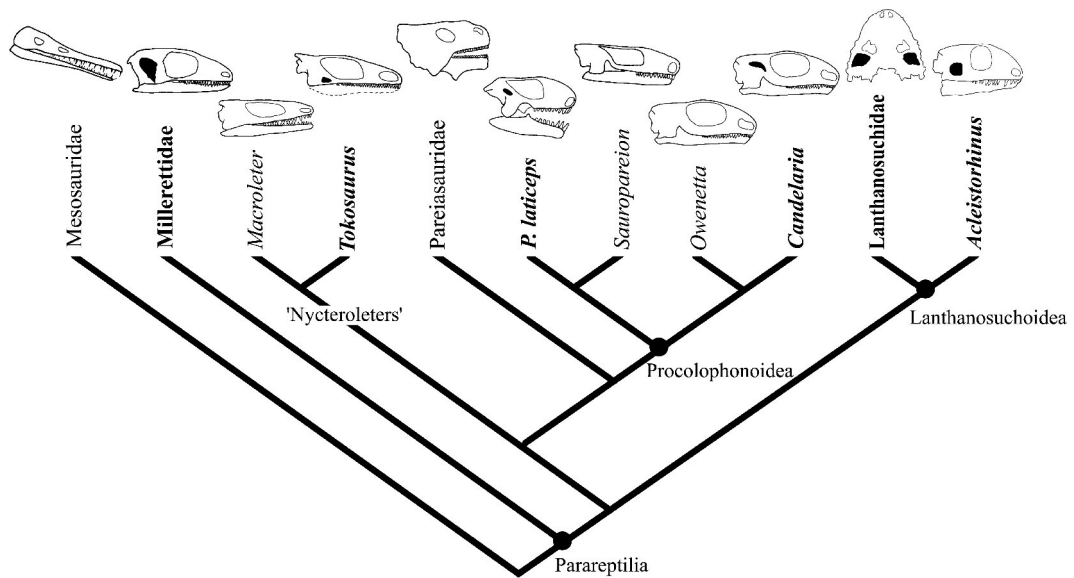 Mesosauridae
Millerettidae
Macroleter
Tokosaurus
Pareiasauridae
P. laticeps
Sauropareion
Owenetta
Candelaria
Lanthanosuchidae
Acleistorhinus
'Nycteroleters'
Lanthanosuchoidea
Procolophonoidea
Parareptilia